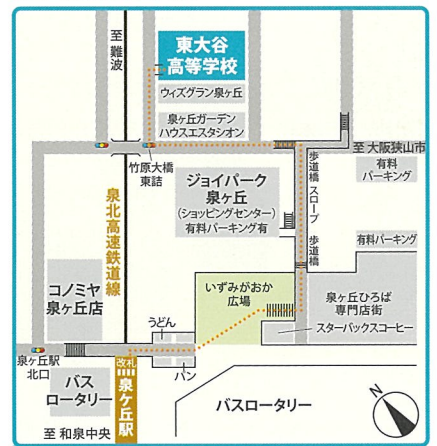 至 難波
東大谷
高等学校
ウィズグラン泉ヶ丘
泉ヶ丘ガーデン
ハウスエスタシオン
至 大阪狭山市
竹原大橋
東詰
有料
パーキング
ジョイパーク
泉ヶ丘
(ショッピングセンター)
有料パーキング有
歩道橋 スロープ 歩道橋
泉北高速鉄道線
有料パーキング
コノミヤ
泉ヶ丘店
いずみがおか
広場
泉ヶ丘ひろば
専門店街
スターバックスコーヒー
うどん
泉ヶ丘駅
北口
バス
ロータリー
改札
泉ケ丘駅
パン
バスロータリー
至 和泉中央
N